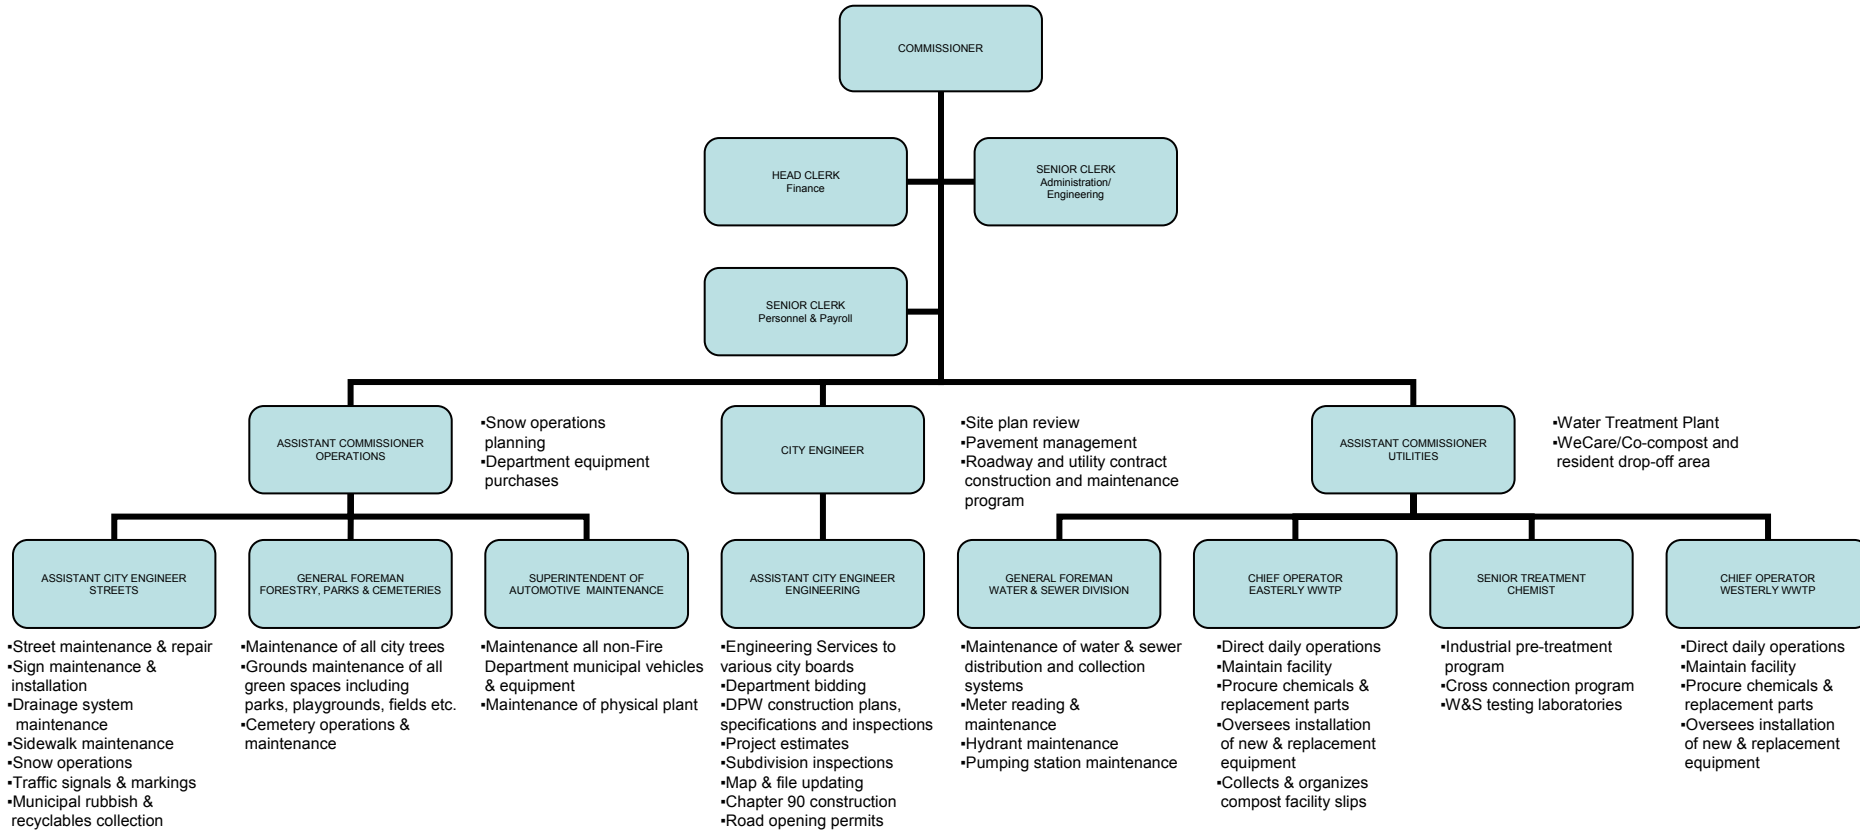 COMMISSIONER
HEAD CLERK
Finance
SENIOR CLERK
Administration/
Engineering
SENIOR CLERK
Personnel & Payroll
ASSISTANT COMMISSIONER
OPERATIONS
▪Snow operations
planning
▪Department equipment
purchases
CITY ENGINEER
▪Site plan review
▪Pavement management
▪Roadway and utility contract
construction and maintenance
program
ASSISTANT COMMISSIONER
UTILITIES
▪Water Treatment Plant
▪WeCare/Co-compost and
resident drop-off area
ASSISTANT CITY ENGINEER
STREETS
▪Street maintenance & repair
▪Sign maintenance &
installation
▪Drainage system
maintenance
▪Sidewalk maintenance
▪Snow operations
▪Traffic signals & markings
▪Municipal rubbish &
recyclables collection
GENERAL FOREMAN
FORESTRY, PARKS & CEMETERIES
▪Maintenance of all city trees
▪Grounds maintenance of all
green spaces including
parks, playgrounds, fields etc.
▪Cemetery operations &
maintenance
SUPERINTENDENT OF
AUTOMOTIVE MAINTENANCE
▪Maintenance all non-Fire
Department municipal vehicles
& equipment
▪Maintenance of physical plant
ASSISTANT CITY ENGINEER
ENGINEERING
▪Engineering Services to
various city boards
▪Department bidding
▪DPW construction plans,
specifications and inspections
▪Project estimates
▪Subdivision inspections
▪Map & file updating
▪Chapter 90 construction
▪Road opening permits
GENERAL FOREMAN
WATER & SEWER DIVISION
▪Maintenance of water & sewer
distribution and collection
systems
▪Meter reading &
maintenance
▪Hydrant maintenance
▪Pumping station maintenance
CHIEF OPERATOR
EASTERLY WWTP
▪Direct daily operations
▪Maintain facility
▪Procure chemicals &
replacement parts
▪Oversees installation
of new & replacement
equipment
▪Collects & organizes
compost facility slips
SENIOR TREATMENT
CHEMIST
▪Industrial pre-treatment
program
▪Cross connection program
▪W&S testing laboratories
CHIEF OPERATOR
WESTERLY WWTP
▪Direct daily operations
▪Maintain facility
▪Procure chemicals &
replacement parts
▪Oversees installation
of new & replacement
equipment